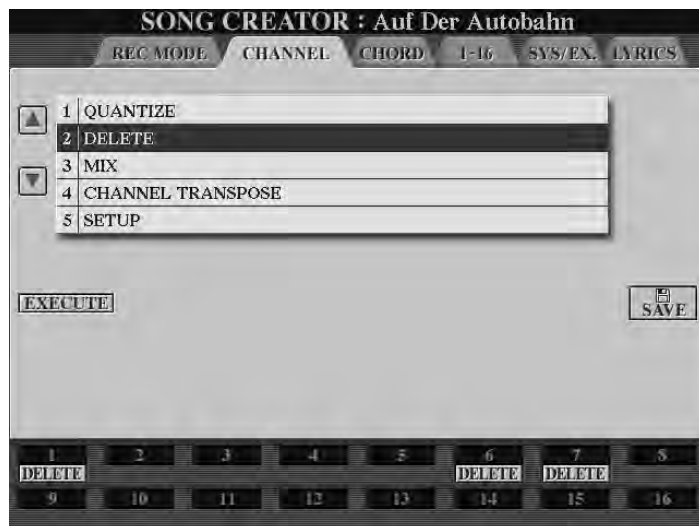 SONG CREATOR : Auf Der Autobahn
REC MODE CHANNEL CHORD 1-16 SYS/EX. LYRICS
1 QUANTIZE
2 DELETE
3 MIX
4 CHANNEL TRANSPOSE
5 SETUP
EXECUTE
SAVE
1 2 3 4 5 6 7 8
DELETE DELETE DELETE
9 10 11 12 13 14 15 16